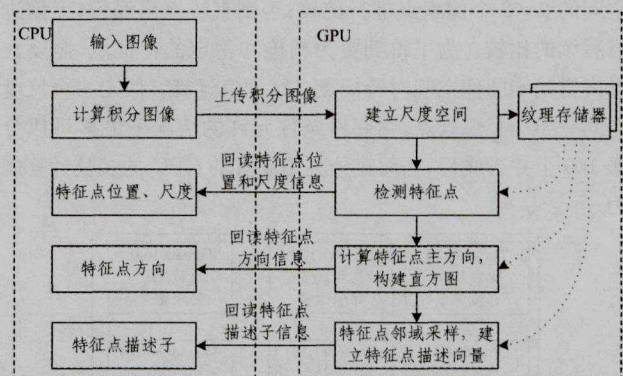 CPU
GPU
输入图像
计算积分图像
上传积分图像
建立尺度空间
纹理存储器
回读特征点位
置和尺度信息
特征点位置、尺度
检测特征点
回读特征点
方向信息
特征点方向
计算特征点主方向，
构建直方图
回读特征点
描述子信息
特征点描述子
特征点邻域采样，建
立特征点描述向量